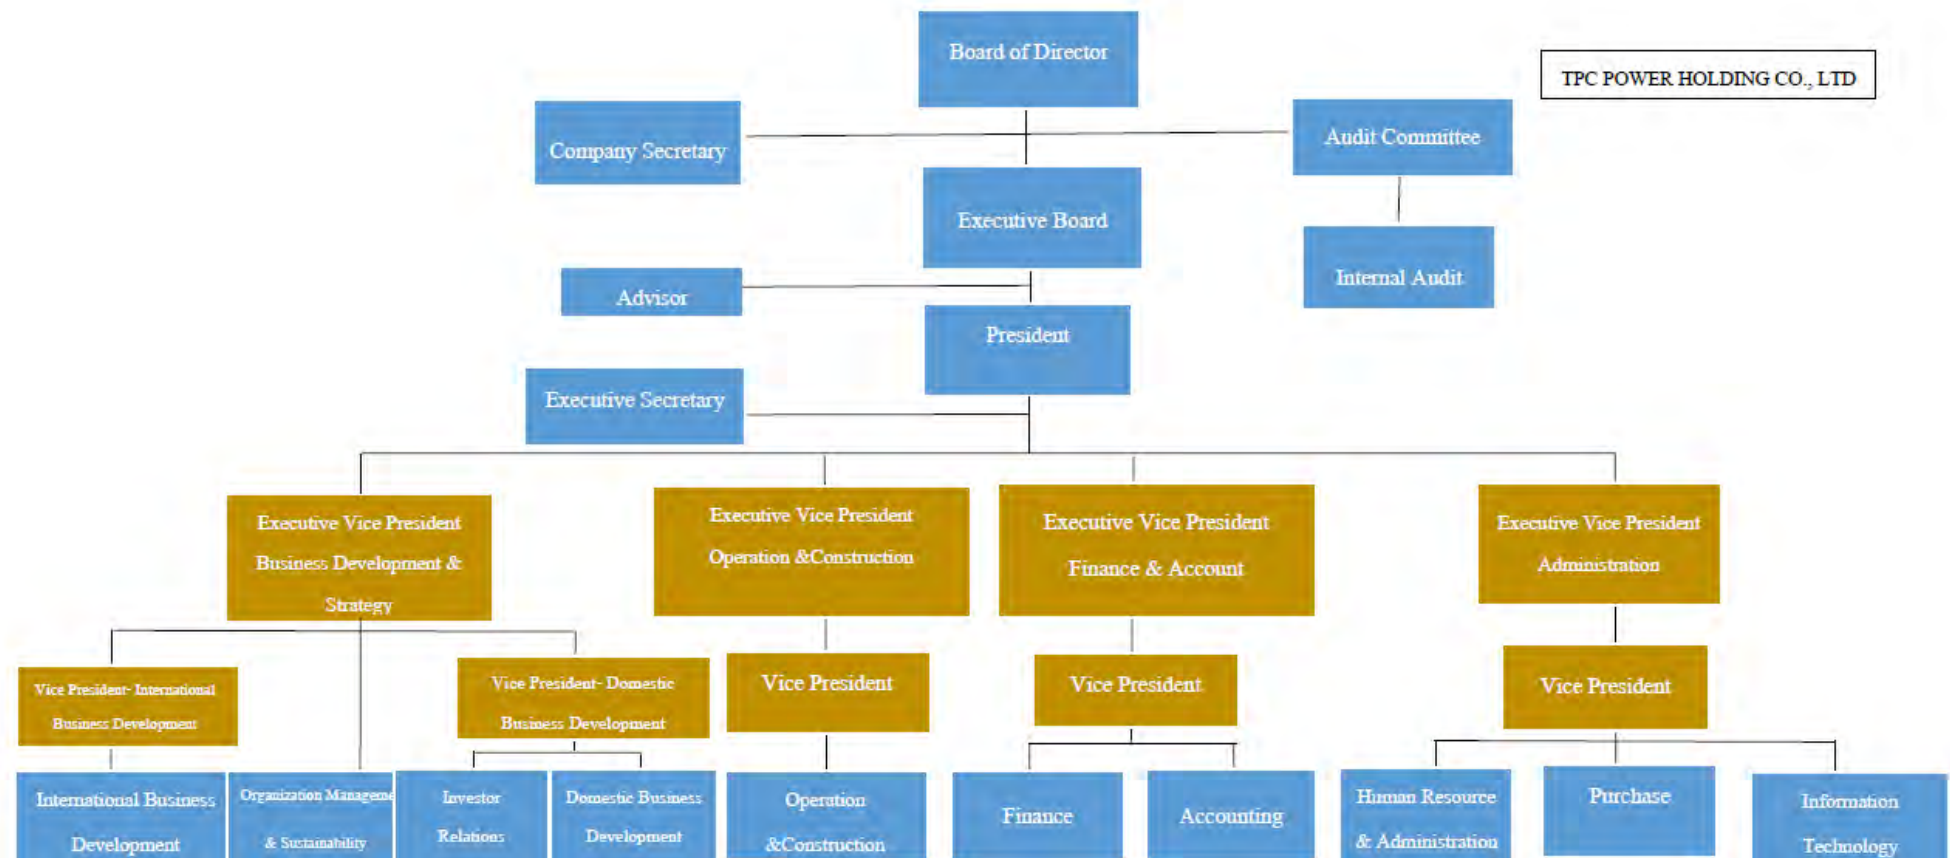 Board of Director
TPC POWER HOLDING CO., LTD
Company Secretary
Audit Committee
Executive Board
Internal Audit
Advisor
President
Executive Secretary
Executive Vice President
Business Development &
Strategy
Executive Vice President
Operation &Construction
Executive Vice President
Finance & Account
Executive Vice President
Administration
Vice President- International
Business Development
Vice President- Domestic
Business Development
Vice President
Vice President
Vice President
International Business
Development
Organization Manageme
& Sustainability
Investor
Relations
Domestic Business
Development
Operation
&Construction
Finance
Accounting
Human Resource
& Administration
Purchase
Information
Technology